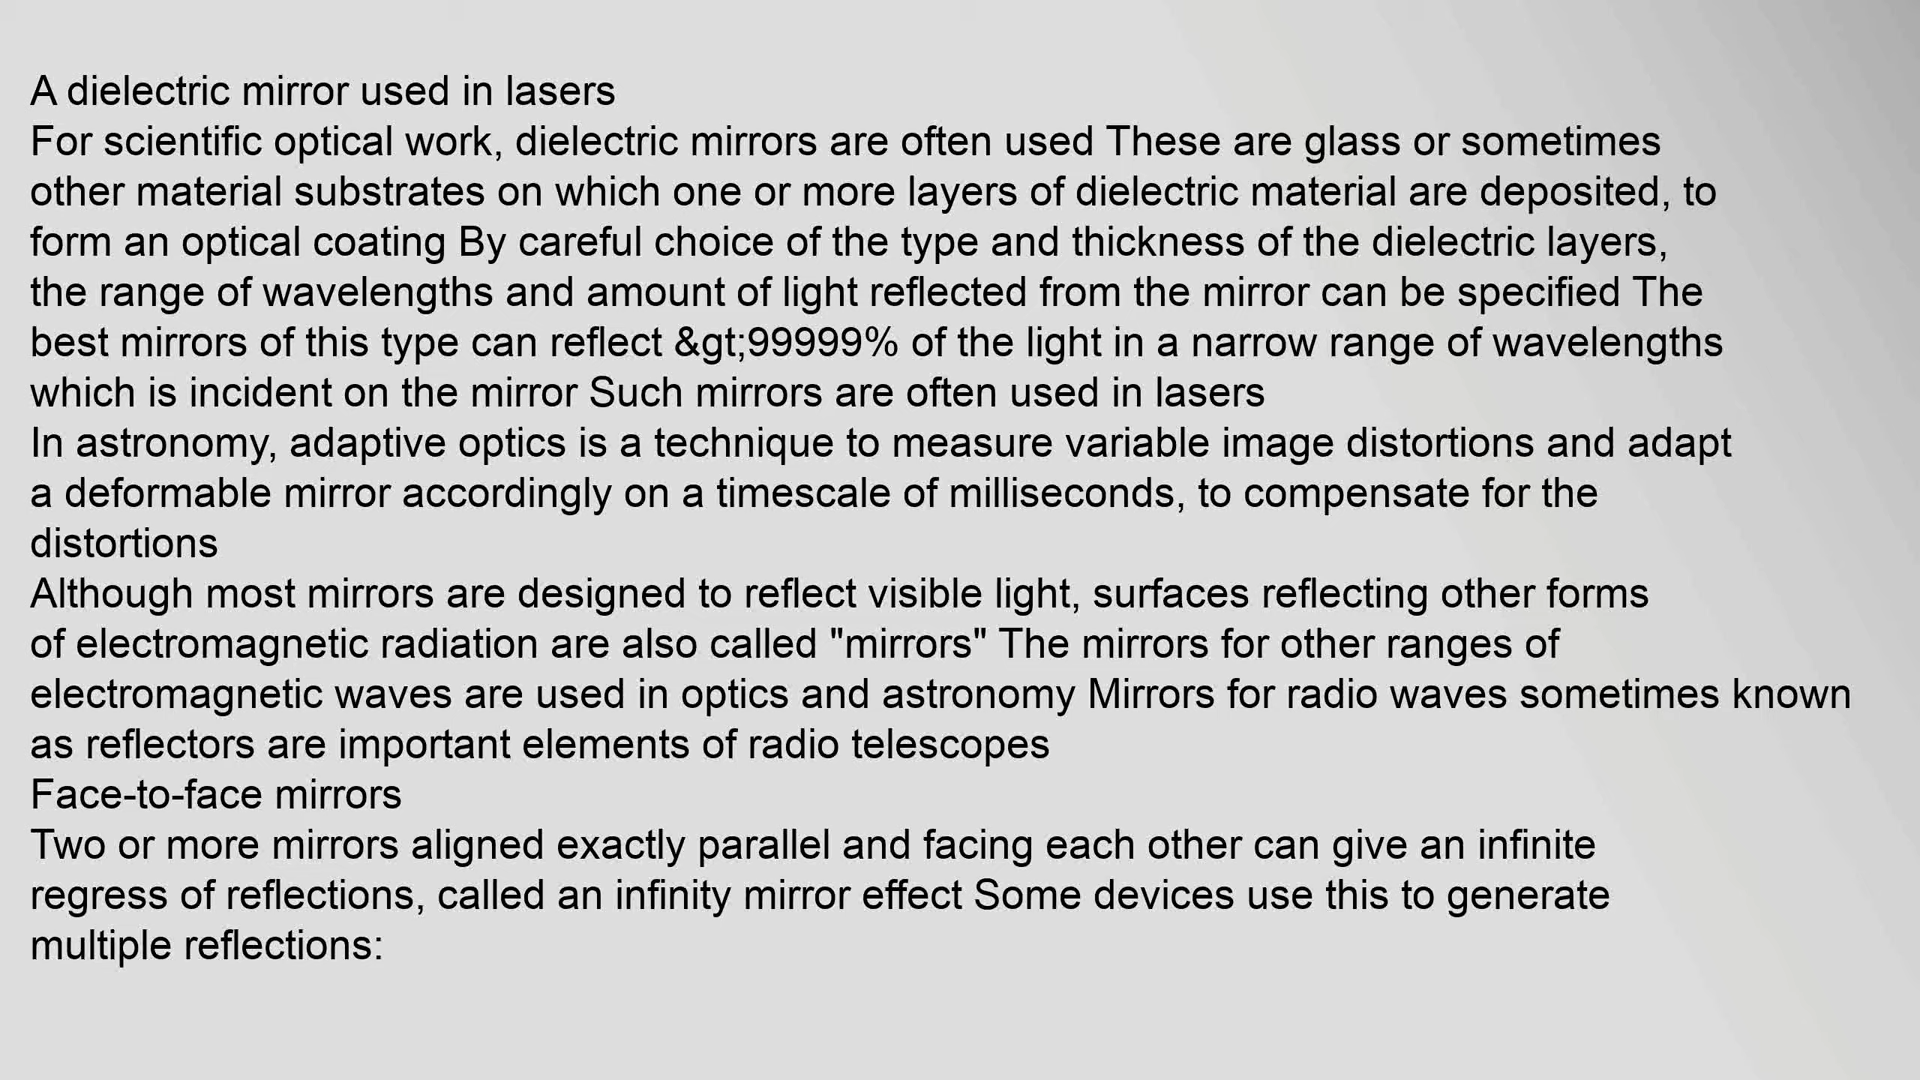 A dielectric mirror used in lasers
For scientific optical work, dielectric mirrors are often used These are glass or sometimes
other material substrates on which one or more layers of dielectric material are deposited, to
form an optical coating By careful choice of the type and thickness of the dielectric layers,
the range of wavelengths and amount of light reflected from the mirror can be specified The
best mirrors of this type can reflect &gt;99999% of the light in a narrow range of wavelengths
which is incident on the mirror Such mirrors are often used in lasers
In astronomy, adaptive optics is a technique to measure variable image distortions and adapt
a deformable mirror accordingly on a timescale of milliseconds, to compensate for the
distortions
Although most mirrors are designed to reflect visible light, surfaces reflecting other forms
of electromagnetic radiation are also called "mirrors" The mirrors for other ranges of
electromagnetic waves are used in optics and astronomy Mirrors for radio waves sometimes known
as reflectors are important elements of radio telescopes
Face-to-face mirrors
Two or more mirrors aligned exactly parallel and facing each other can give an infinite
regress of reflections, called an infinity mirror effect Some devices use this to generate
multiple reflections: